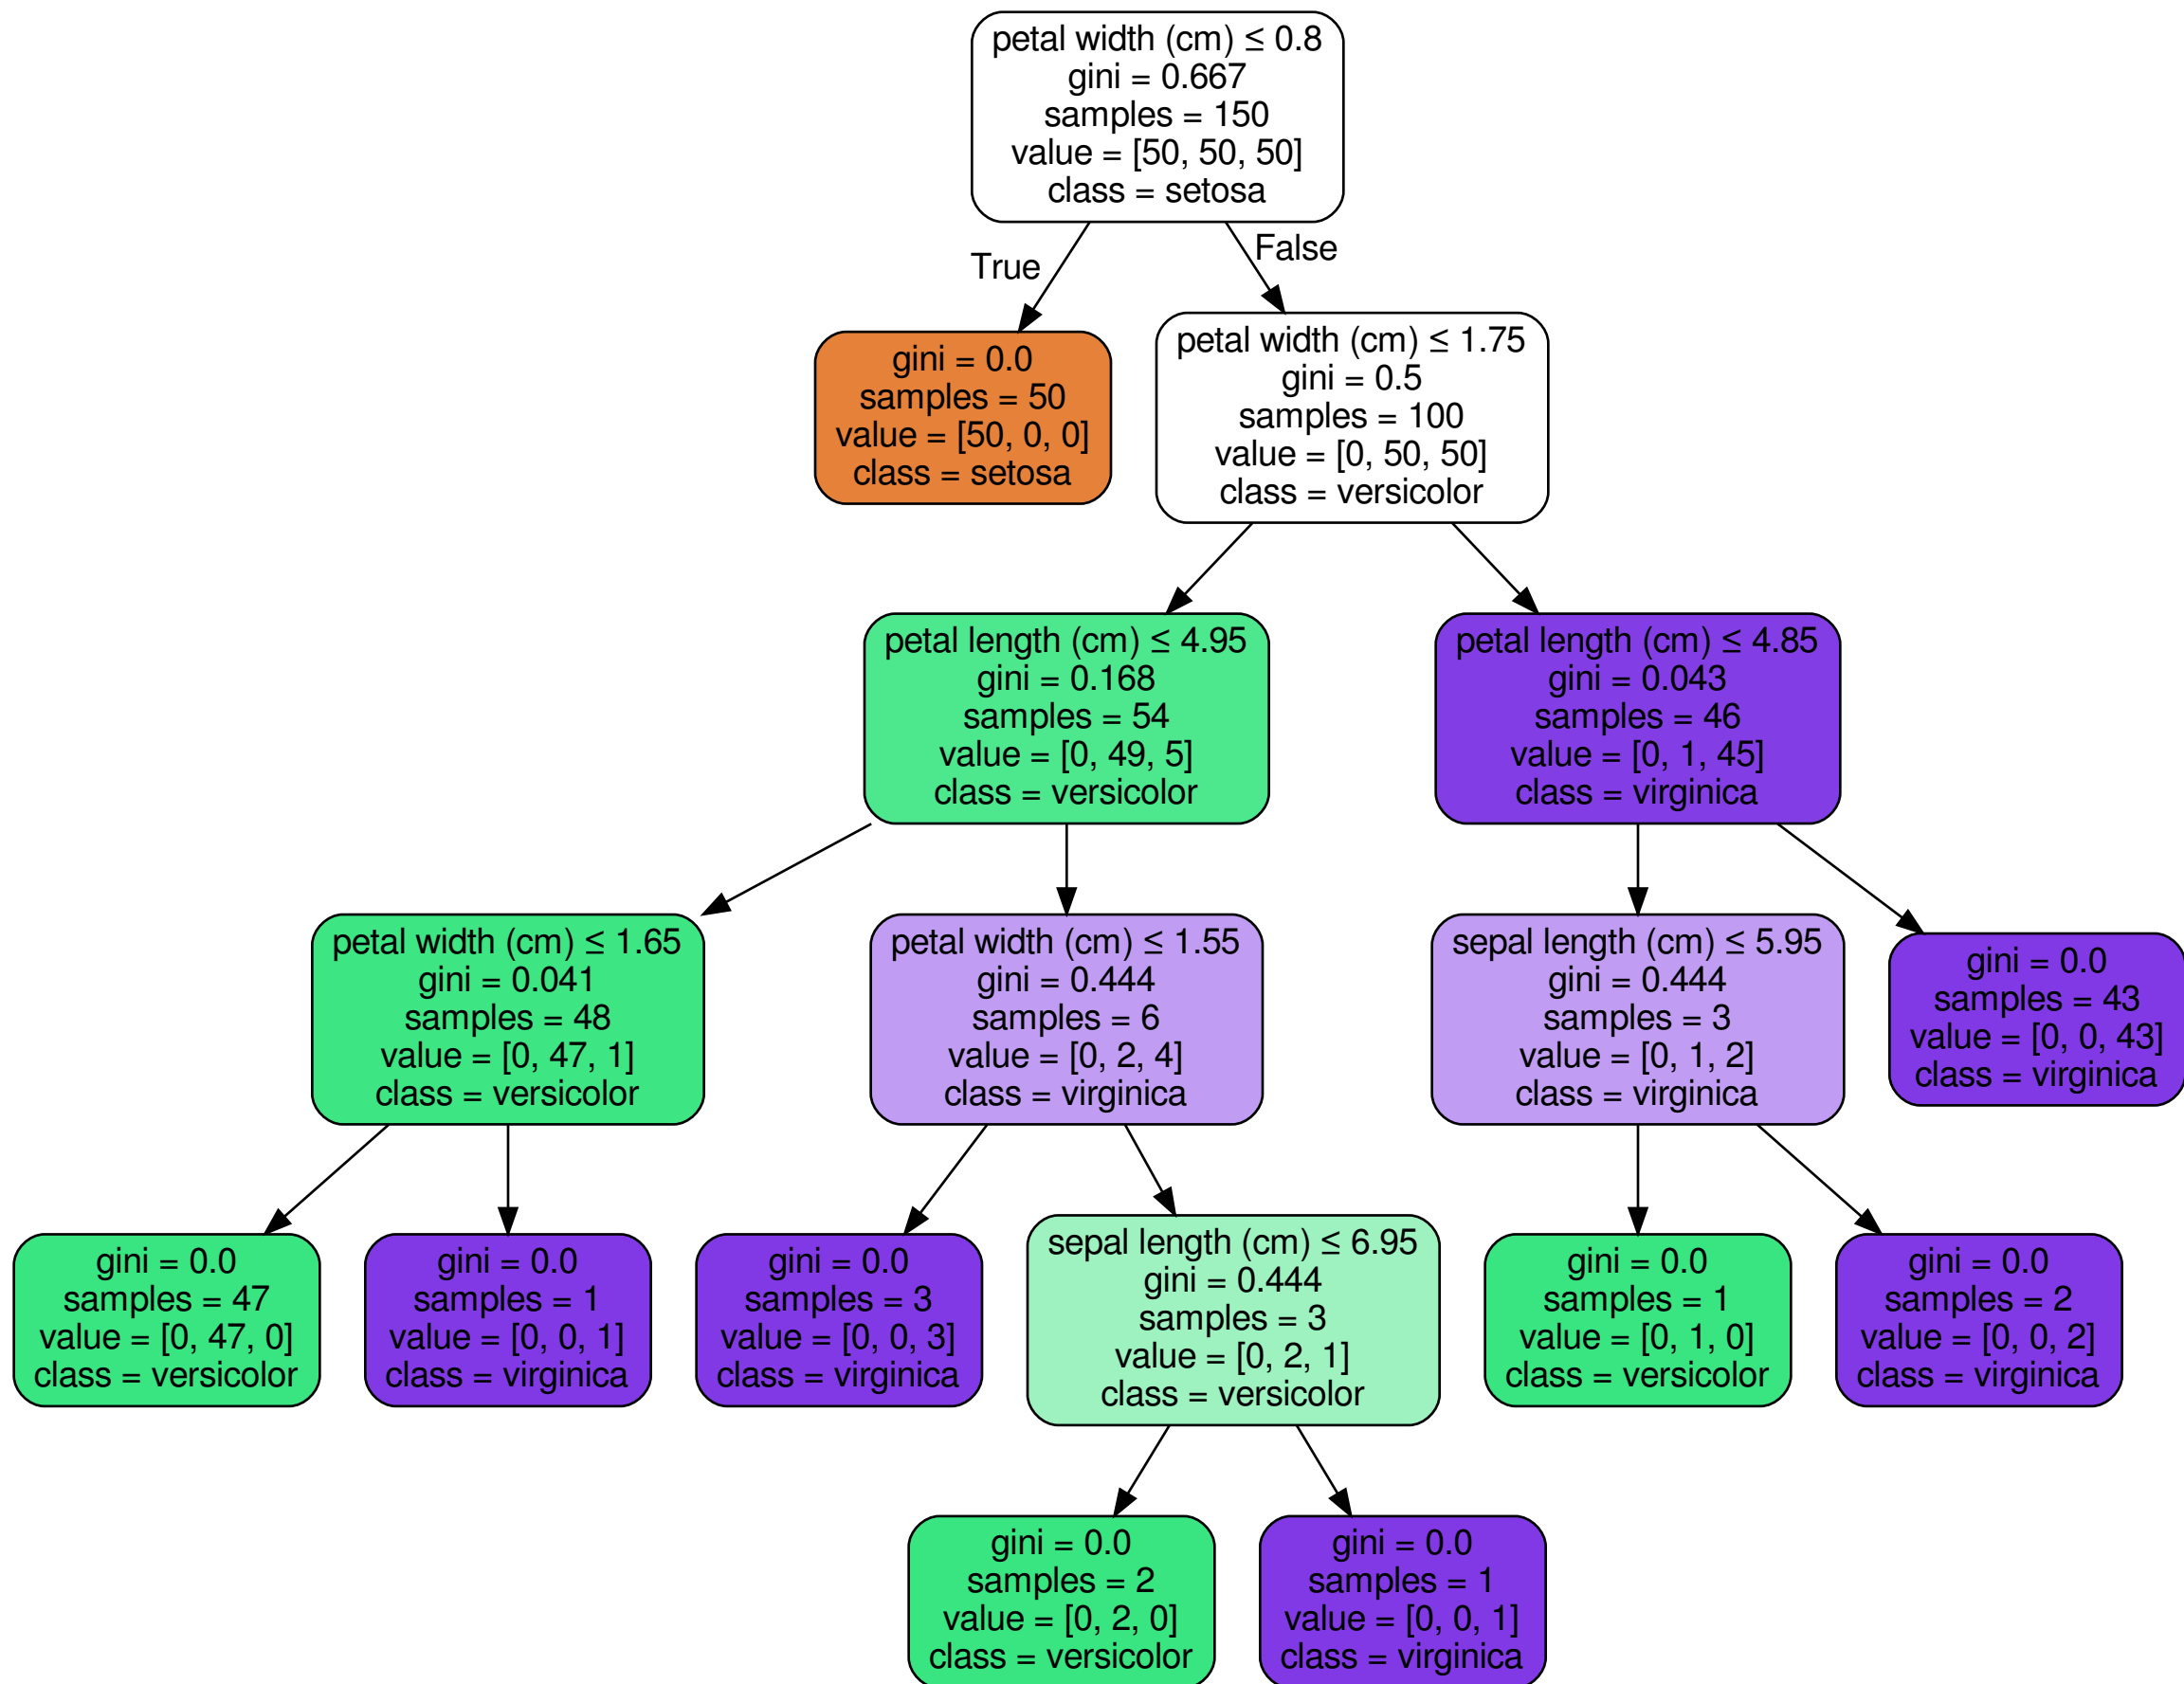 petal width (cm) ≤ 0.8
gini = 0.667
samples = 150
value = [50, 50, 50]
class = setosa
True
False
gini = 0.0
samples = 50
value = [50, 0, 0]
class = setosa
petal width (cm) ≤ 1.75
gini = 0.5
samples = 100
value = [0, 50, 50]
class = versicolor
petal length (cm) ≤ 4.95
gini = 0.168
samples = 54
value = [0, 49, 5]
class = versicolor
petal length (cm) ≤ 4.85
gini = 0.043
samples = 46
value = [0, 1, 45]
class = virginica
petal width (cm) ≤ 1.65
gini = 0.041
samples = 48
value = [0, 47, 1]
class = versicolor
petal width (cm) ≤ 1.55
gini = 0.444
samples = 6
value = [0, 2, 4]
class = virginica
sepal length (cm) ≤ 5.95
gini = 0.444
samples = 3
value = [0, 1, 2]
class = virginica
gini = 0.0
samples = 43
value = [0, 0, 43]
class = virginica
gini = 0.0
samples = 47
value = [0, 47, 0]
class = versicolor
gini = 0.0
samples = 1
value = [0, 0, 1]
class = virginica
gini = 0.0
samples = 3
value = [0, 0, 3]
class = virginica
sepal length (cm) ≤ 6.95
gini = 0.444
samples = 3
value = [0, 2, 1]
class = versicolor
gini = 0.0
samples = 1
value = [0, 1, 0]
class = versicolor
gini = 0.0
samples = 2
value = [0, 0, 2]
class = virginica
gini = 0.0
samples = 2
value = [0, 2, 0]
class = versicolor
gini = 0.0
samples = 1
value = [0, 0, 1]
class = virginica